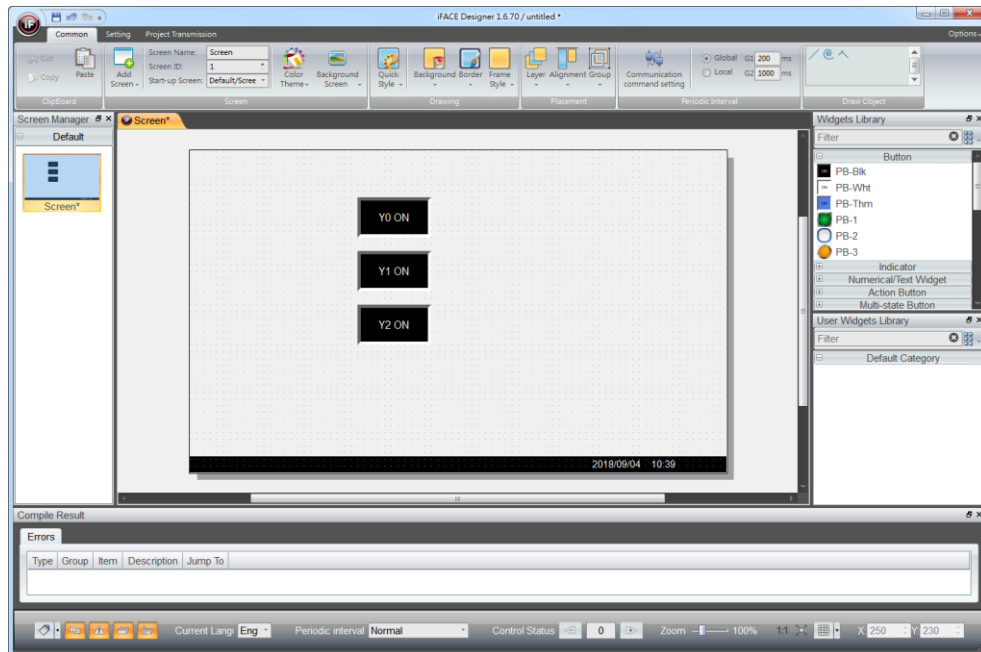 iFACE Designer 1.6.70 / untitled *
iF
Common Setting Project Transmission Options
Cut
Copy
Paste
Add Screen
Screen Name: Screen
Screen ID: 1
Start-up Screen: Default/Scree
Color Theme
Background Screen
Quick Style
Background Border Frame Style
Layer Alignment Group
Communication command setting
Global G1 200 ms
Local G2 1000 ms
ClipBoard Screen Drawing Placement Periodic Interval Draw Object
Screen Manager
Default
Screen*
Screen*
Y0 ON
Y1 ON
Y2 ON
2018/09/04 10:39
Widgets Library
Filter
Button
PB-Blk
PB-Wht
PB-Thm
PB-1
PB-2
PB-3
Indicator
Numerical/Text Widget
Action Button
Multi-state Button
User Widgets Library
Filter
Default Category
Compile Result
Errors
Type Group Item Description Jump To
Current Lang Eng Periodic interval Normal Control Status 0 Zoom 100% 1:1 X 250 Y 230